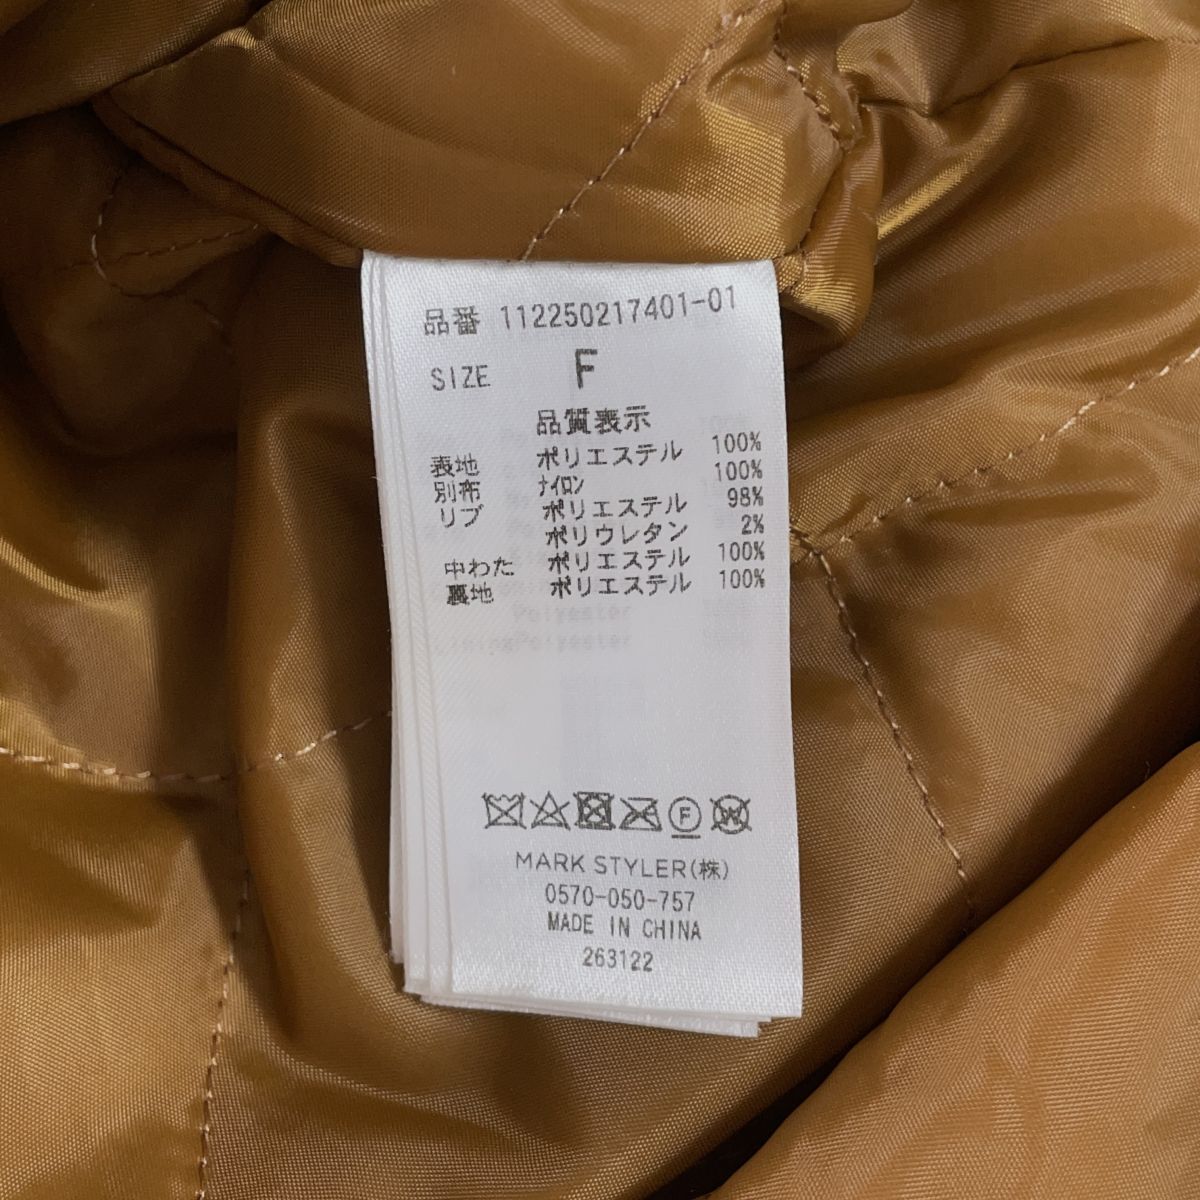 品番 112250217401-01
SIZE F
品質表示
表地 ポリエステル 100%
別布 ナイロン 100%
リブ ポリエステル 98%
ポリウレタン 2%
中わた ポリエステル 100%
裏地 ポリエステル 100%
Polyester
LiningPolyester
F W
MARK STYLER(株)
0570-050-757
MADE IN CHINA
263122